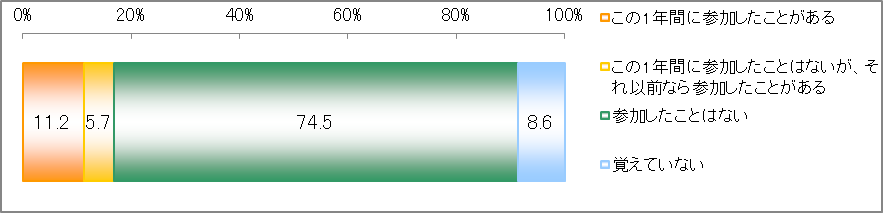 0% 20% 40% 60% 80% 100%
11.2 5.7 74.5 8.6
この1年間に参加したことがある
この1年間に参加したことはないが、そ
れ以前なら参加したことがある
参加したことはない
覚えていない